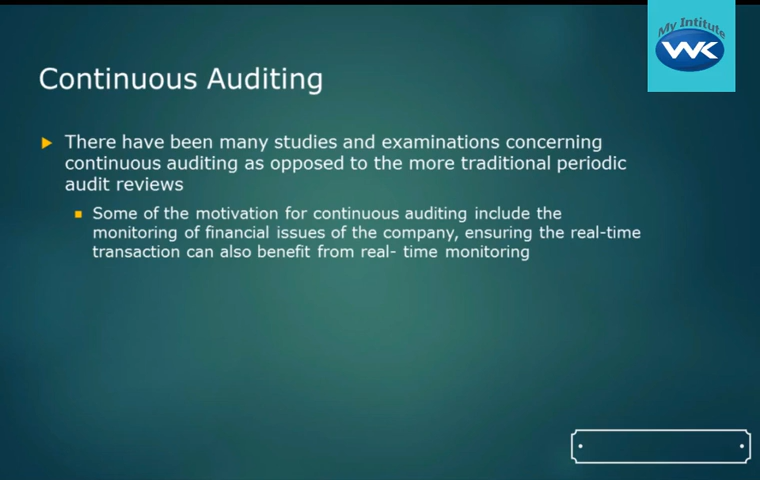 My Intitute
VVK
Continuous Auditing
There have been many studies and examinations concerning
continuous auditing as opposed to the more traditional periodic
audit reviews
Some of the motivation for continuous auditing include the
monitoring of financial issues of the company, ensuring the real-time
transaction can also benefit from real- time monitoring